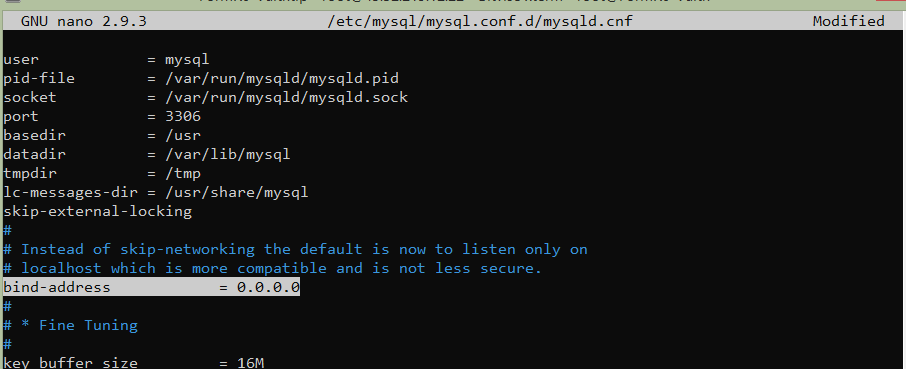 GNU nano 2.9.3 /etc/mysql/mysql.conf.d/mysqld.cnf Modified
user = mysql
pid-file = /var/run/mysqld/mysqld.pid
socket = /var/run/mysqld/mysqld.sock
port = 3306
basedir = /usr
datadir = /var/lib/mysql
tmpdir = /tmp
lc-messages-dir = /usr/share/mysql
skip-external-locking
#
# Instead of skip-networking the default is now to listen only on
# localhost which is more compatible and is not less secure.
bind-address = 0.0.0.0
#
# * Fine Tuning
#
key_buffer_size = 16M